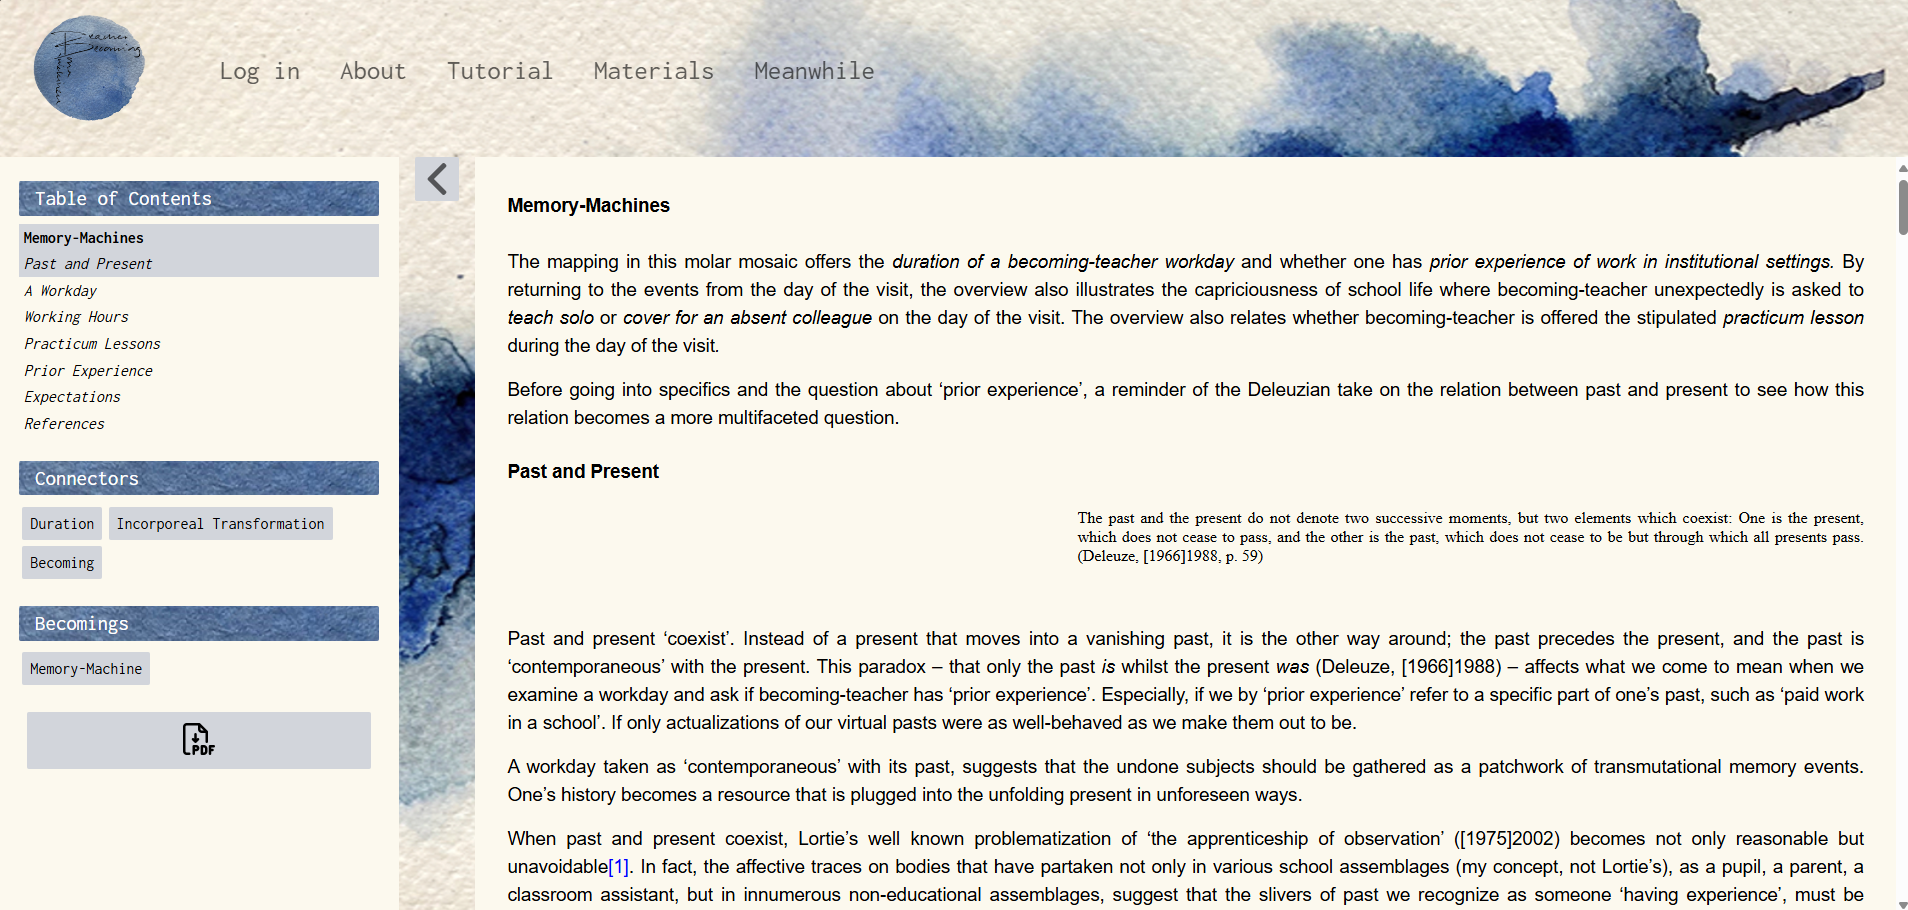 Becoming
Log in
About
Tutorial
Materials
Meanwhile
Table of Contents
Memory-Machines
Past and Present
A Workday
Working Hours
Practicum Lessons
Prior Experience
Expectations
References
Connectors
Duration
Incorporeal Transformation
Becoming
Becomings
Memory-Machine
PDF
Memory-Machines
The mapping in this molar mosaic offers the duration of a becoming-teacher workday and whether one has prior experience of work in institutional settings. By
returning to the events from the day of the visit, the overview also illustrates the capriciousness of school life where becoming-teacher unexpectedly is asked to
teach solo or cover for an absent colleague on the day of the visit. The overview also relates whether becoming-teacher is offered the stipulated practicum lesson
during the day of the visit.
Before going into specifics and the question about ‘prior experience’, a reminder of the Deleuzian take on the relation between past and present to see how this
relation becomes a more multifaceted question.
Past and Present
The past and the present do not denote two successive moments, but two elements which coexist: One is the present,
which does not cease to pass, and the other is the past, which does not cease to be but through which all presents pass.
(Deleuze, [1966]1988, p. 59)
Past and present ‘coexist’. Instead of a present that moves into a vanishing past, it is the other way around; the past precedes the present, and the past is
‘contemporaneous’ with the present. This paradox – that only the past is whilst the present was (Deleuze, [1966]1988) – affects what we come to mean when we
examine a workday and ask if becoming-teacher has ‘prior experience’. Especially, if we by ‘prior experience’ refer to a specific part of one’s past, such as ‘paid work
in a school’. If only actualizations of our virtual pasts were as well-behaved as we make them out to be.
A workday taken as ‘contemporaneous’ with its past, suggests that the undone subjects should be gathered as a patchwork of transmutational memory events.
One’s history becomes a resource that is plugged into the unfolding present in unforeseen ways.
When past and present coexist, Lortie’s well known problematization of ‘the apprenticeship of observation’ ([1975]2002) becomes not only reasonable but
unavoidable[1]. In fact, the affective traces on bodies that have partaken not only in various school assemblages (my concept, not Lortie’s), as a pupil, a parent, a
classroom assistant, but in innumerous non-educational assemblages, suggest that the slivers of past we recognize as someone ‘having experience’, must be